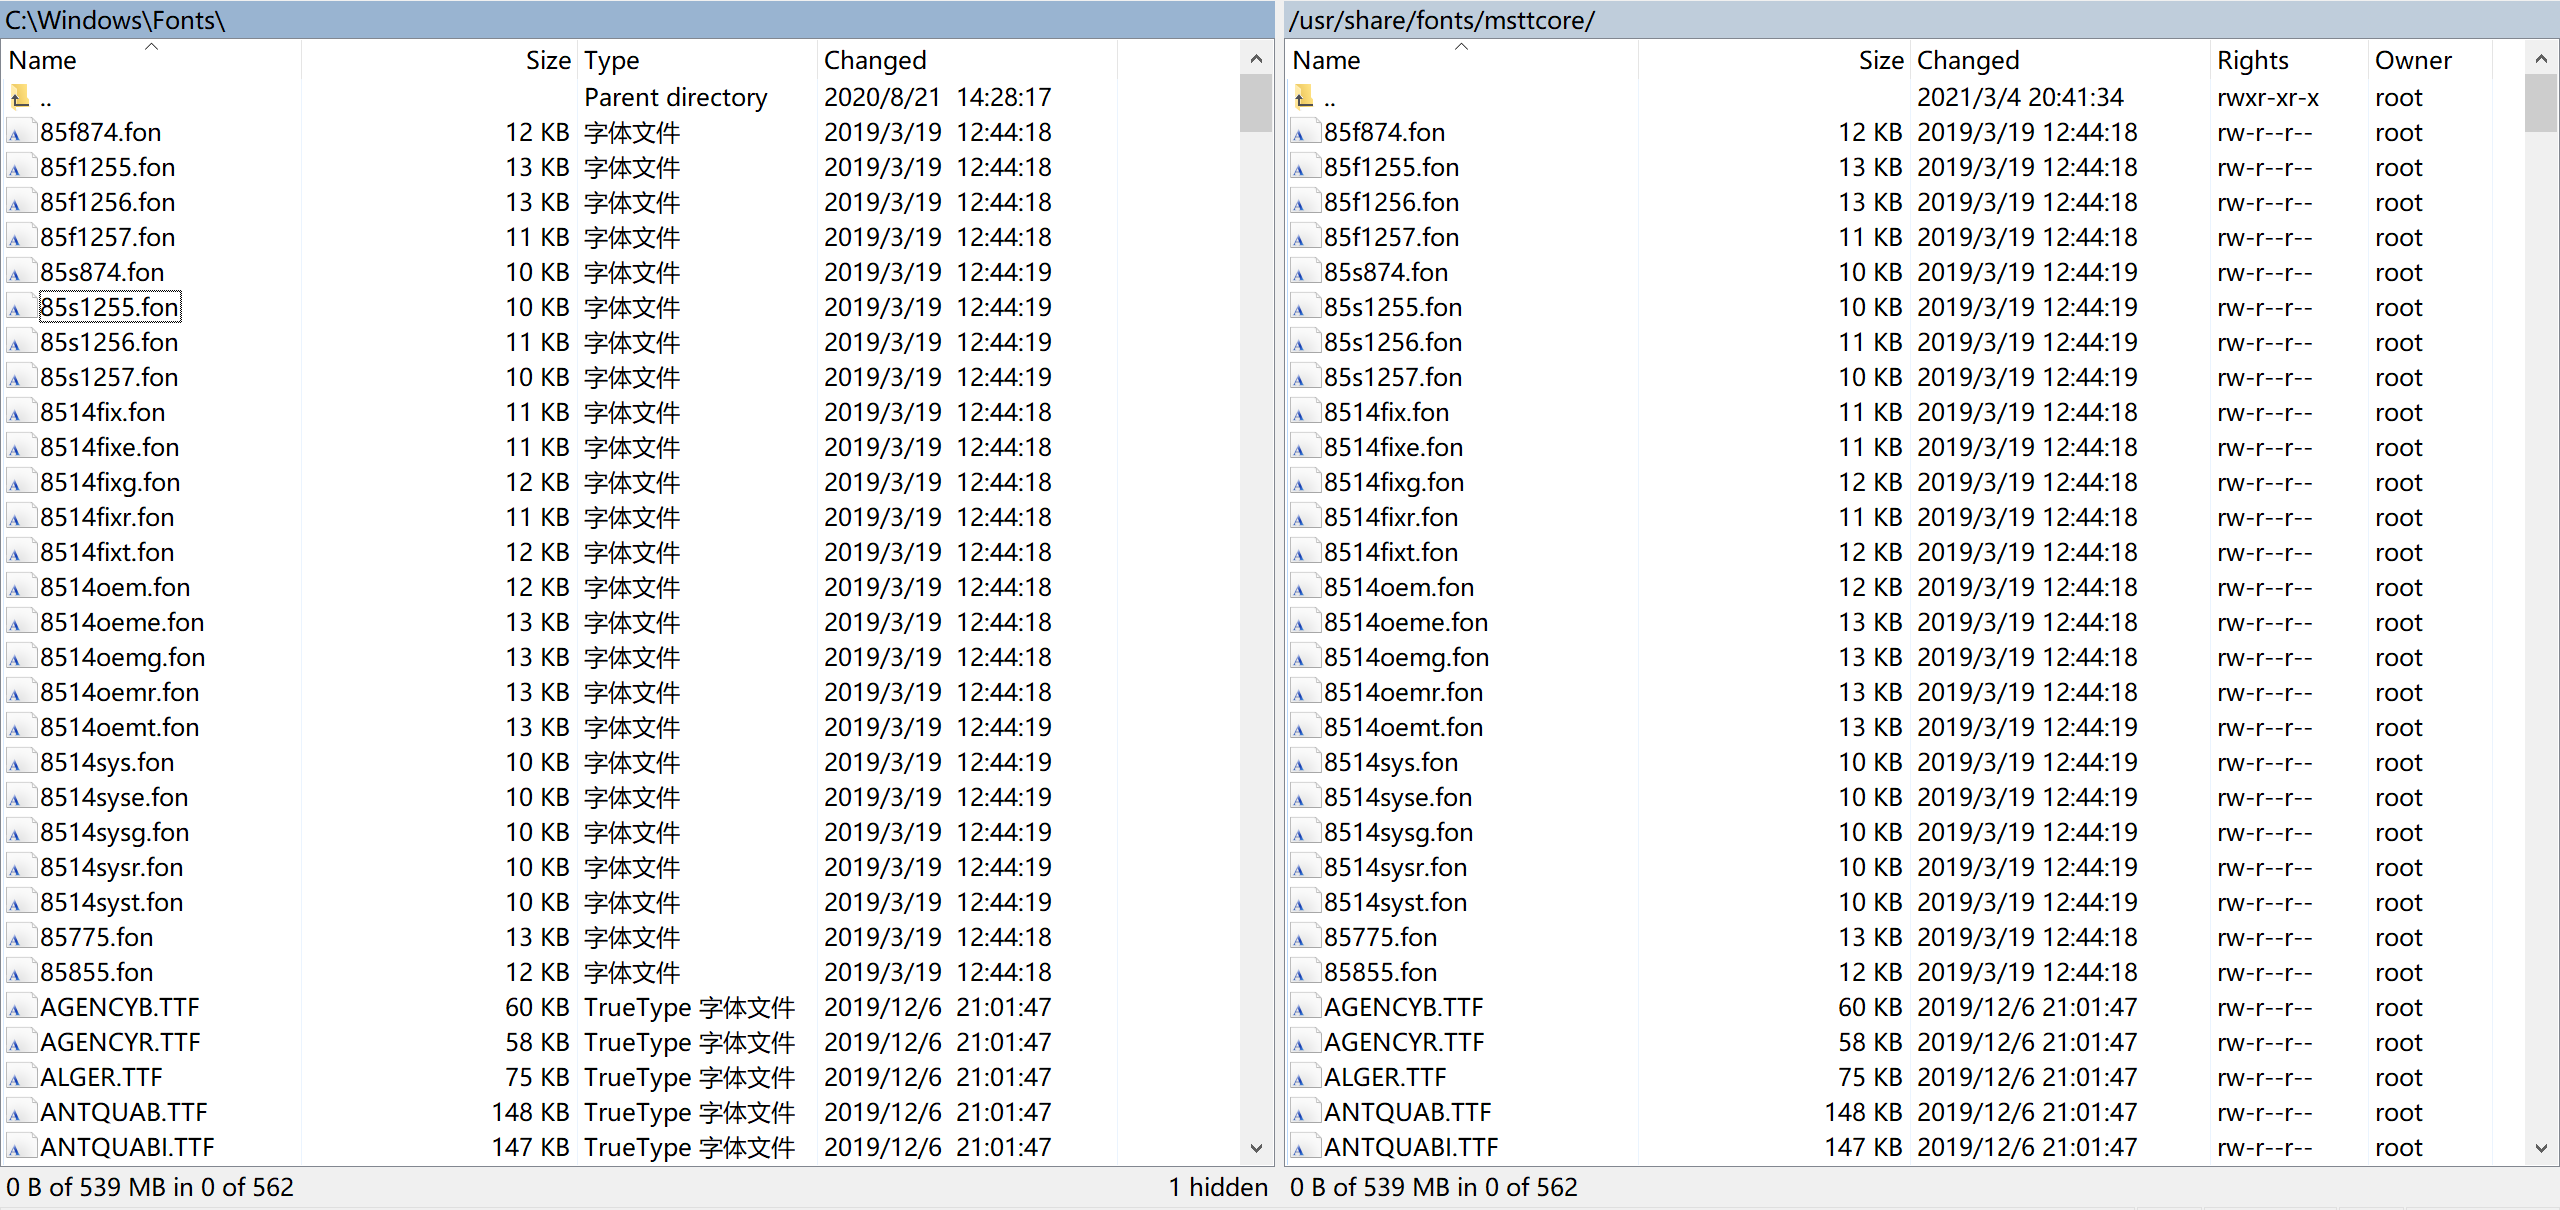 C:\Windows\Fonts\
Name Size Type Changed
.. Parent directory 2020/8/21 14:28:17
85f874.fon 12 KB 字体文件 2019/3/19 12:44:18
85f1255.fon 13 KB 字体文件 2019/3/19 12:44:18
85f1256.fon 13 KB 字体文件 2019/3/19 12:44:18
85f1257.fon 11 KB 字体文件 2019/3/19 12:44:18
85s874.fon 10 KB 字体文件 2019/3/19 12:44:19
85s1255.fon 10 KB 字体文件 2019/3/19 12:44:19
85s1256.fon 11 KB 字体文件 2019/3/19 12:44:19
85s1257.fon 10 KB 字体文件 2019/3/19 12:44:19
8514fix.fon 11 KB 字体文件 2019/3/19 12:44:18
8514fixe.fon 11 KB 字体文件 2019/3/19 12:44:18
8514fixg.fon 12 KB 字体文件 2019/3/19 12:44:18
8514fixr.fon 11 KB 字体文件 2019/3/19 12:44:18
8514fixt.fon 12 KB 字体文件 2019/3/19 12:44:18
8514oem.fon 12 KB 字体文件 2019/3/19 12:44:18
8514oeme.fon 13 KB 字体文件 2019/3/19 12:44:18
8514oemg.fon 13 KB 字体文件 2019/3/19 12:44:18
8514oemr.fon 13 KB 字体文件 2019/3/19 12:44:18
8514oemt.fon 13 KB 字体文件 2019/3/19 12:44:19
8514sys.fon 10 KB 字体文件 2019/3/19 12:44:19
8514syse.fon 10 KB 字体文件 2019/3/19 12:44:19
8514sysg.fon 10 KB 字体文件 2019/3/19 12:44:19
8514sysr.fon 10 KB 字体文件 2019/3/19 12:44:19
8514syst.fon 10 KB 字体文件 2019/3/19 12:44:19
85775.fon 13 KB 字体文件 2019/3/19 12:44:18
85855.fon 12 KB 字体文件 2019/3/19 12:44:18
AGENCYB.TTF 60 KB TrueType 字体文件 2019/12/6 21:01:47
AGENCYR.TTF 58 KB TrueType 字体文件 2019/12/6 21:01:47
ALGER.TTF 75 KB TrueType 字体文件 2019/12/6 21:01:47
ANTQUAB.TTF 148 KB TrueType 字体文件 2019/12/6 21:01:47
ANTQUABI.TTF 147 KB TrueType 字体文件 2019/12/6 21:01:47
0 B of 539 MB in 0 of 562 1 hidden
/usr/share/fonts/msttcore/
Name Size Changed Rights Owner
.. 2021/3/4 20:41:34 rwxr-xr-x root
85f874.fon 12 KB 2019/3/19 12:44:18 rw-r--r-- root
85f1255.fon 13 KB 2019/3/19 12:44:18 rw-r--r-- root
85f1256.fon 13 KB 2019/3/19 12:44:18 rw-r--r-- root
85f1257.fon 11 KB 2019/3/19 12:44:18 rw-r--r-- root
85s874.fon 10 KB 2019/3/19 12:44:19 rw-r--r-- root
85s1255.fon 10 KB 2019/3/19 12:44:19 rw-r--r-- root
85s1256.fon 11 KB 2019/3/19 12:44:19 rw-r--r-- root
85s1257.fon 10 KB 2019/3/19 12:44:19 rw-r--r-- root
8514fix.fon 11 KB 2019/3/19 12:44:18 rw-r--r-- root
8514fixe.fon 11 KB 2019/3/19 12:44:18 rw-r--r-- root
8514fixg.fon 12 KB 2019/3/19 12:44:18 rw-r--r-- root
8514fixr.fon 11 KB 2019/3/19 12:44:18 rw-r--r-- root
8514fixt.fon 12 KB 2019/3/19 12:44:18 rw-r--r-- root
8514oem.fon 12 KB 2019/3/19 12:44:18 rw-r--r-- root
8514oeme.fon 13 KB 2019/3/19 12:44:18 rw-r--r-- root
8514oemg.fon 13 KB 2019/3/19 12:44:18 rw-r--r-- root
8514oemr.fon 13 KB 2019/3/19 12:44:18 rw-r--r-- root
8514oemt.fon 13 KB 2019/3/19 12:44:19 rw-r--r-- root
8514sys.fon 10 KB 2019/3/19 12:44:19 rw-r--r-- root
8514syse.fon 10 KB 2019/3/19 12:44:19 rw-r--r-- root
8514sysg.fon 10 KB 2019/3/19 12:44:19 rw-r--r-- root
8514sysr.fon 10 KB 2019/3/19 12:44:19 rw-r--r-- root
8514syst.fon 10 KB 2019/3/19 12:44:19 rw-r--r-- root
85775.fon 13 KB 2019/3/19 12:44:18 rw-r--r-- root
85855.fon 12 KB 2019/3/19 12:44:18 rw-r--r-- root
AGENCYB.TTF 60 KB 2019/12/6 21:01:47 rw-r--r-- root
AGENCYR.TTF 58 KB 2019/12/6 21:01:47 rw-r--r-- root
ALGER.TTF 75 KB 2019/12/6 21:01:47 rw-r--r-- root
ANTQUAB.TTF 148 KB 2019/12/6 21:01:47 rw-r--r-- root
ANTQUABI.TTF 147 KB 2019/12/6 21:01:47 rw-r--r-- root
0 B of 539 MB in 0 of 562